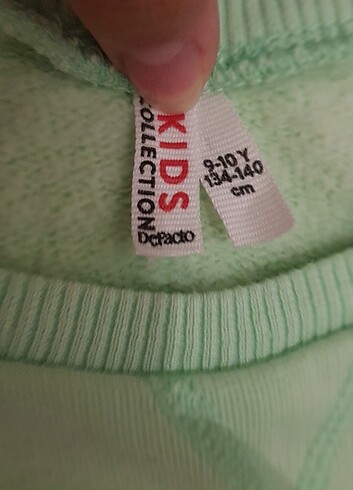 KIDS
COLLECTION
DeFacto
9-10 Y
134-140
cm